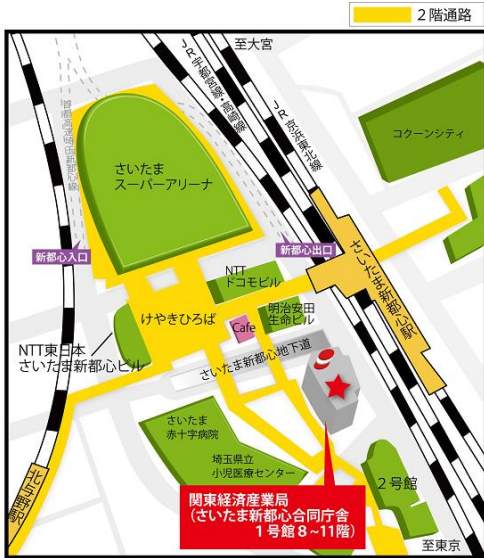 ２階通路
至大宮
JR宇都宮線・高崎線
JR京浜東北線
首都高速埼玉新都心線
コクーンシティ
さいたま
スーパーアリーナ
新都心入口
新都心出口
さいたま新都心駅
NTT
ドコモビル
けやきひろば
明治安田
生命ビル
Cafe
NTT東日本
さいたま新都心ビル
さいたま新都心地下道
さいたま
赤十字病院
埼玉県立
小児医療センター
北与野駅
２号館
関東経済産業局
（さいたま新都心合同庁舎
１号館８～11階）
至東京